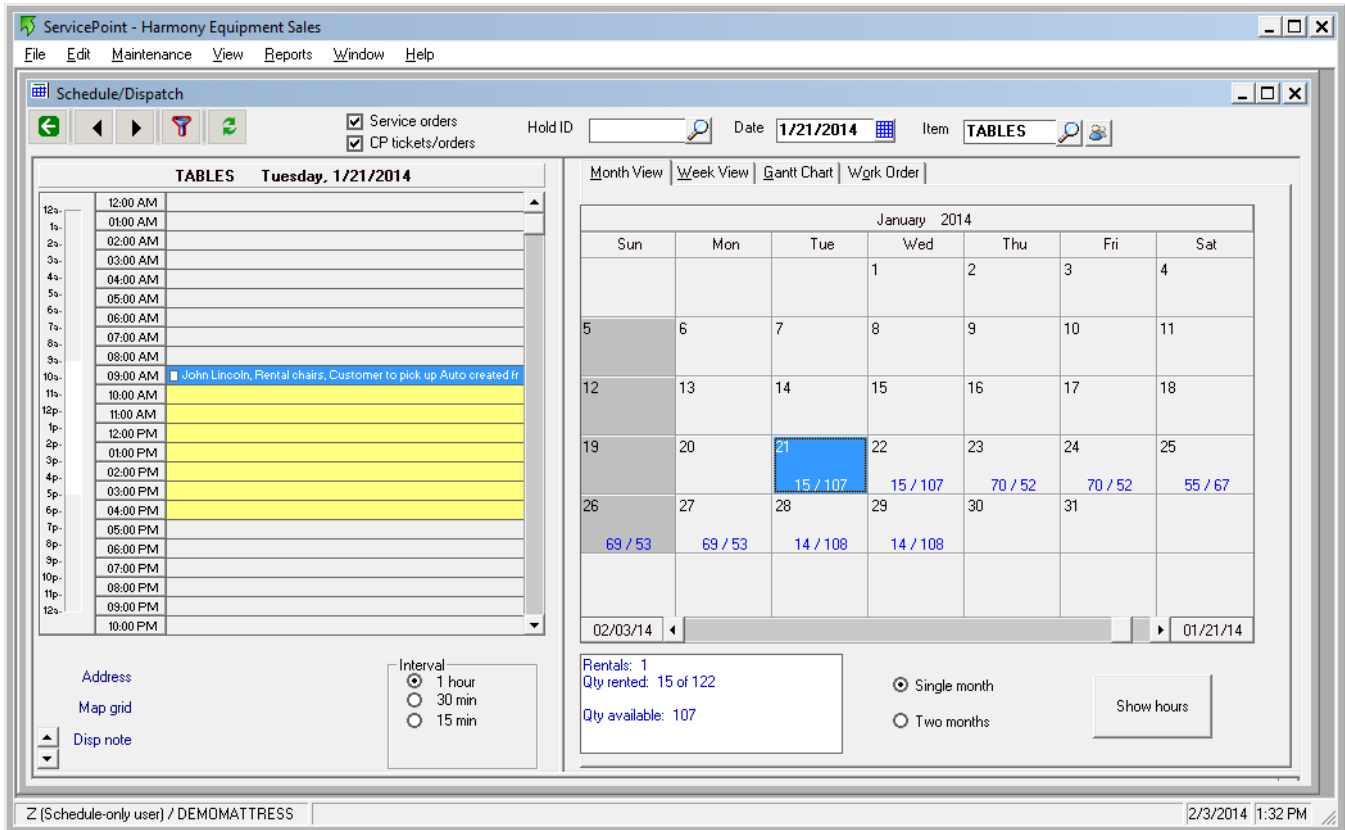 ServicePoint - Harmony Equipment Sales
File Edit Maintenance View Reports Window Help
Schedule/Dispatch
Service orders
CP tickets/orders
Hold ID
Date 1/21/2014
Item TABLES
TABLES Tuesday, 1/21/2014
12a-
1a-
2a-
3a-
4a-
5a-
6a-
7a-
8a-
9a-
10a-
11a-
12p-
1p-
2p-
3p-
4p-
5p-
6p-
7p-
8p-
9p-
10p-
11p-
12a-
12:00 AM
01:00 AM
02:00 AM
03:00 AM
04:00 AM
05:00 AM
06:00 AM
07:00 AM
08:00 AM
09:00 AM John Lincoln, Rental chairs, Customer to pick up Auto created fr
10:00 AM
11:00 AM
12:00 PM
01:00 PM
02:00 PM
03:00 PM
04:00 PM
05:00 PM
06:00 PM
07:00 PM
08:00 PM
09:00 PM
10:00 PM
Address
Map grid
Disp note
Interval
1 hour
30 min
15 min
Month View Week View Gantt Chart Work Order
January 2014
Sun Mon Tue Wed Thu Fri Sat
1 2 3 4
5 6 7 8 9 10 11
12 13 14 15 16 17 18
19 20 21 22 23 24 25
15 / 107 15 / 107 70 / 52 70 / 52 55 / 67
26 27 28 29 30 31
69 / 53 69 / 53 14 / 108 14 / 108
02/03/14 01/21/14
Rentals: 1
Qty rented: 15 of 122
Qty available: 107
Single month
Two months
Show hours
Z (Schedule-only user) / DEMOMATTRESS
2/3/2014 1:32 PM